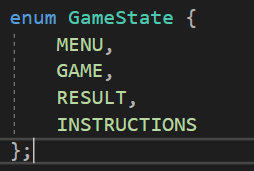 enum GameState {
    MENU,
    GAME,
    RESULT,
    INSTRUCTIONS
};